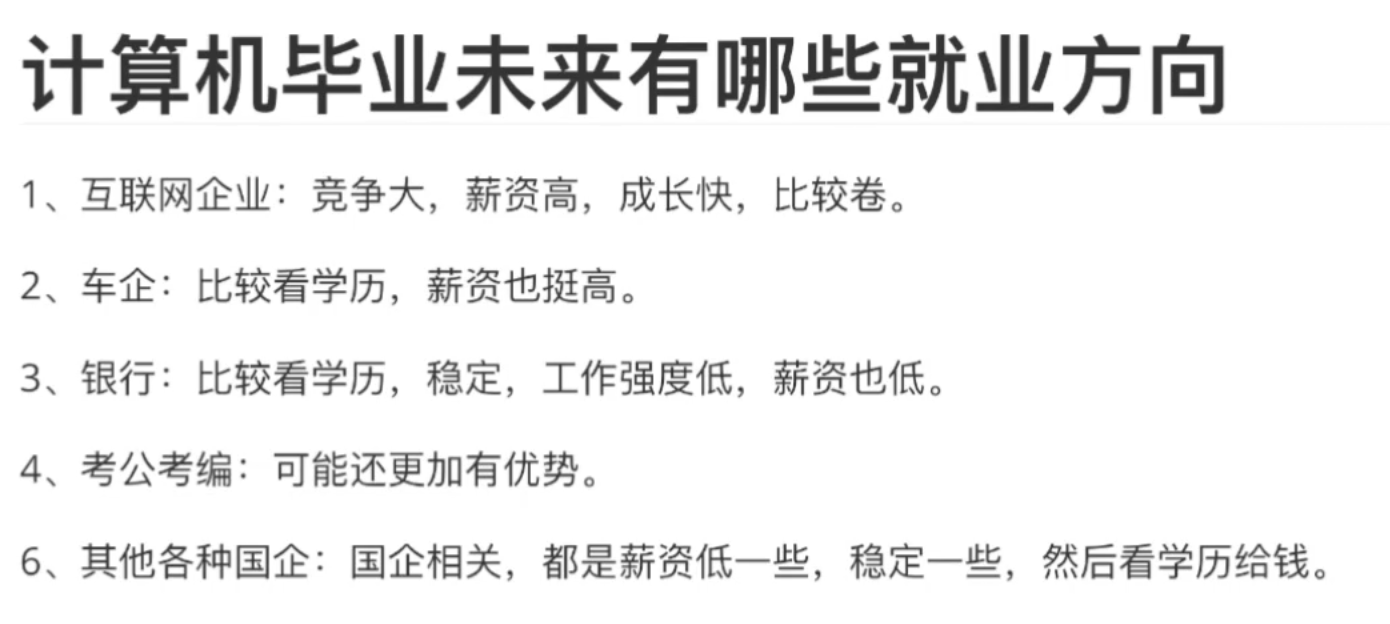 计算机毕业未来有哪些就业方向
1、互联网企业：竞争大，薪资高，成长快，比较卷。
2、车企：比较看学历，薪资也挺高。
3、银行：比较看学历，稳定，工作强度低，薪资也低。
4、考公考编：可能还更加有优势。
6、其他各种国企：国企相关，都是薪资低一些，稳定一些，然后看学历给钱。